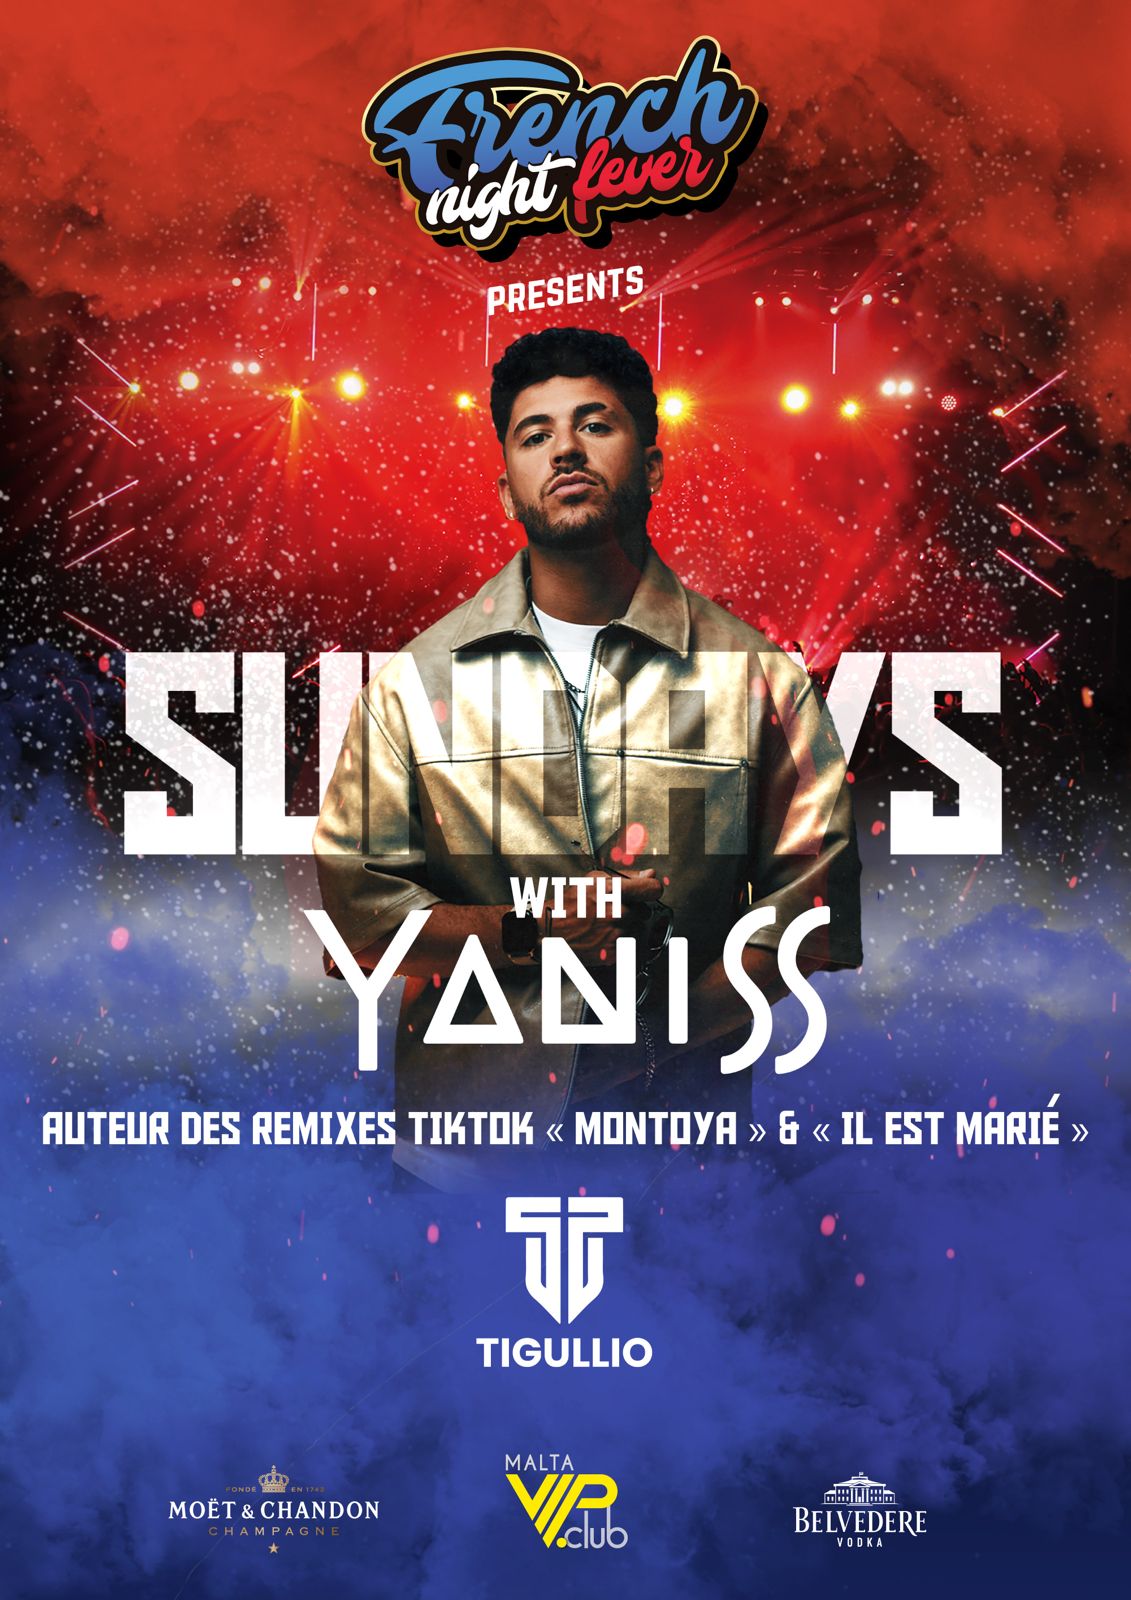 French
night fever
PRESENTS
SUNDAYS
WITH
YANISS
AUTEUR DES REMIXES TIKTOK « MONTOYA » & « IL EST MARIÉ »
TIGULLIO
FONDÉ EN 1743
MOËT & CHANDON
CHAMPAGNE
MALTA
VIP
.club
BELVEDERE
VODKA